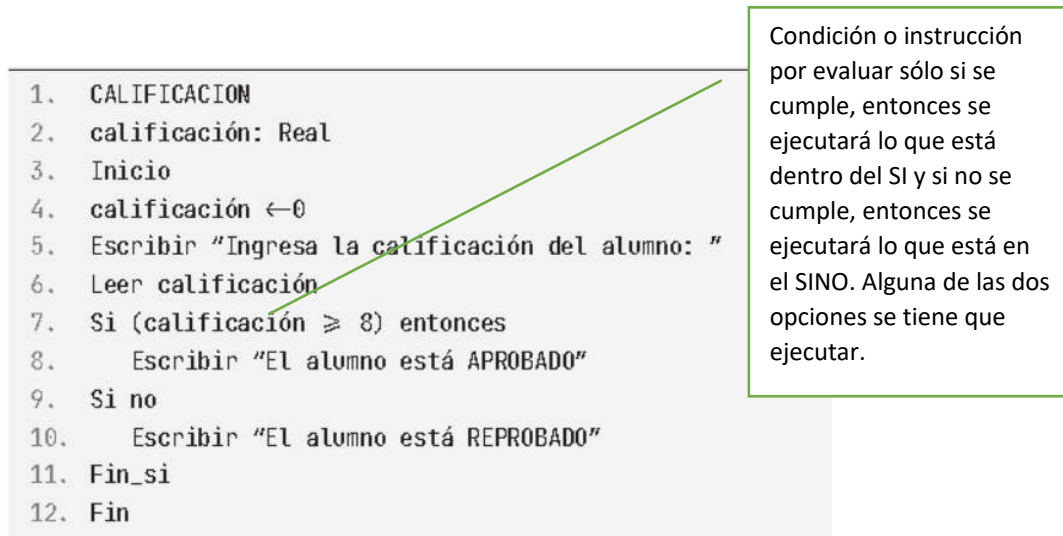 1. CALIFICACION
2. calificación: Real
3. Inicio
4. calificación ←0
5. Escribir “Ingresa la calificación del alumno: ”
6. Leer calificación
7. Si (calificación ⩾ 8) entonces
8. Escribir “El alumno está APROBADO”
9. Si no
10. Escribir “El alumno está REPROBADO”
11. Fin_si
12. Fin
Condición o instrucción
por evaluar sólo si se
cumple, entonces se
ejecutará lo que está
dentro del SI y si no se
cumple, entonces se
ejecutará lo que está en
el SINO. Alguna de las dos
opciones se tiene que
ejecutar.